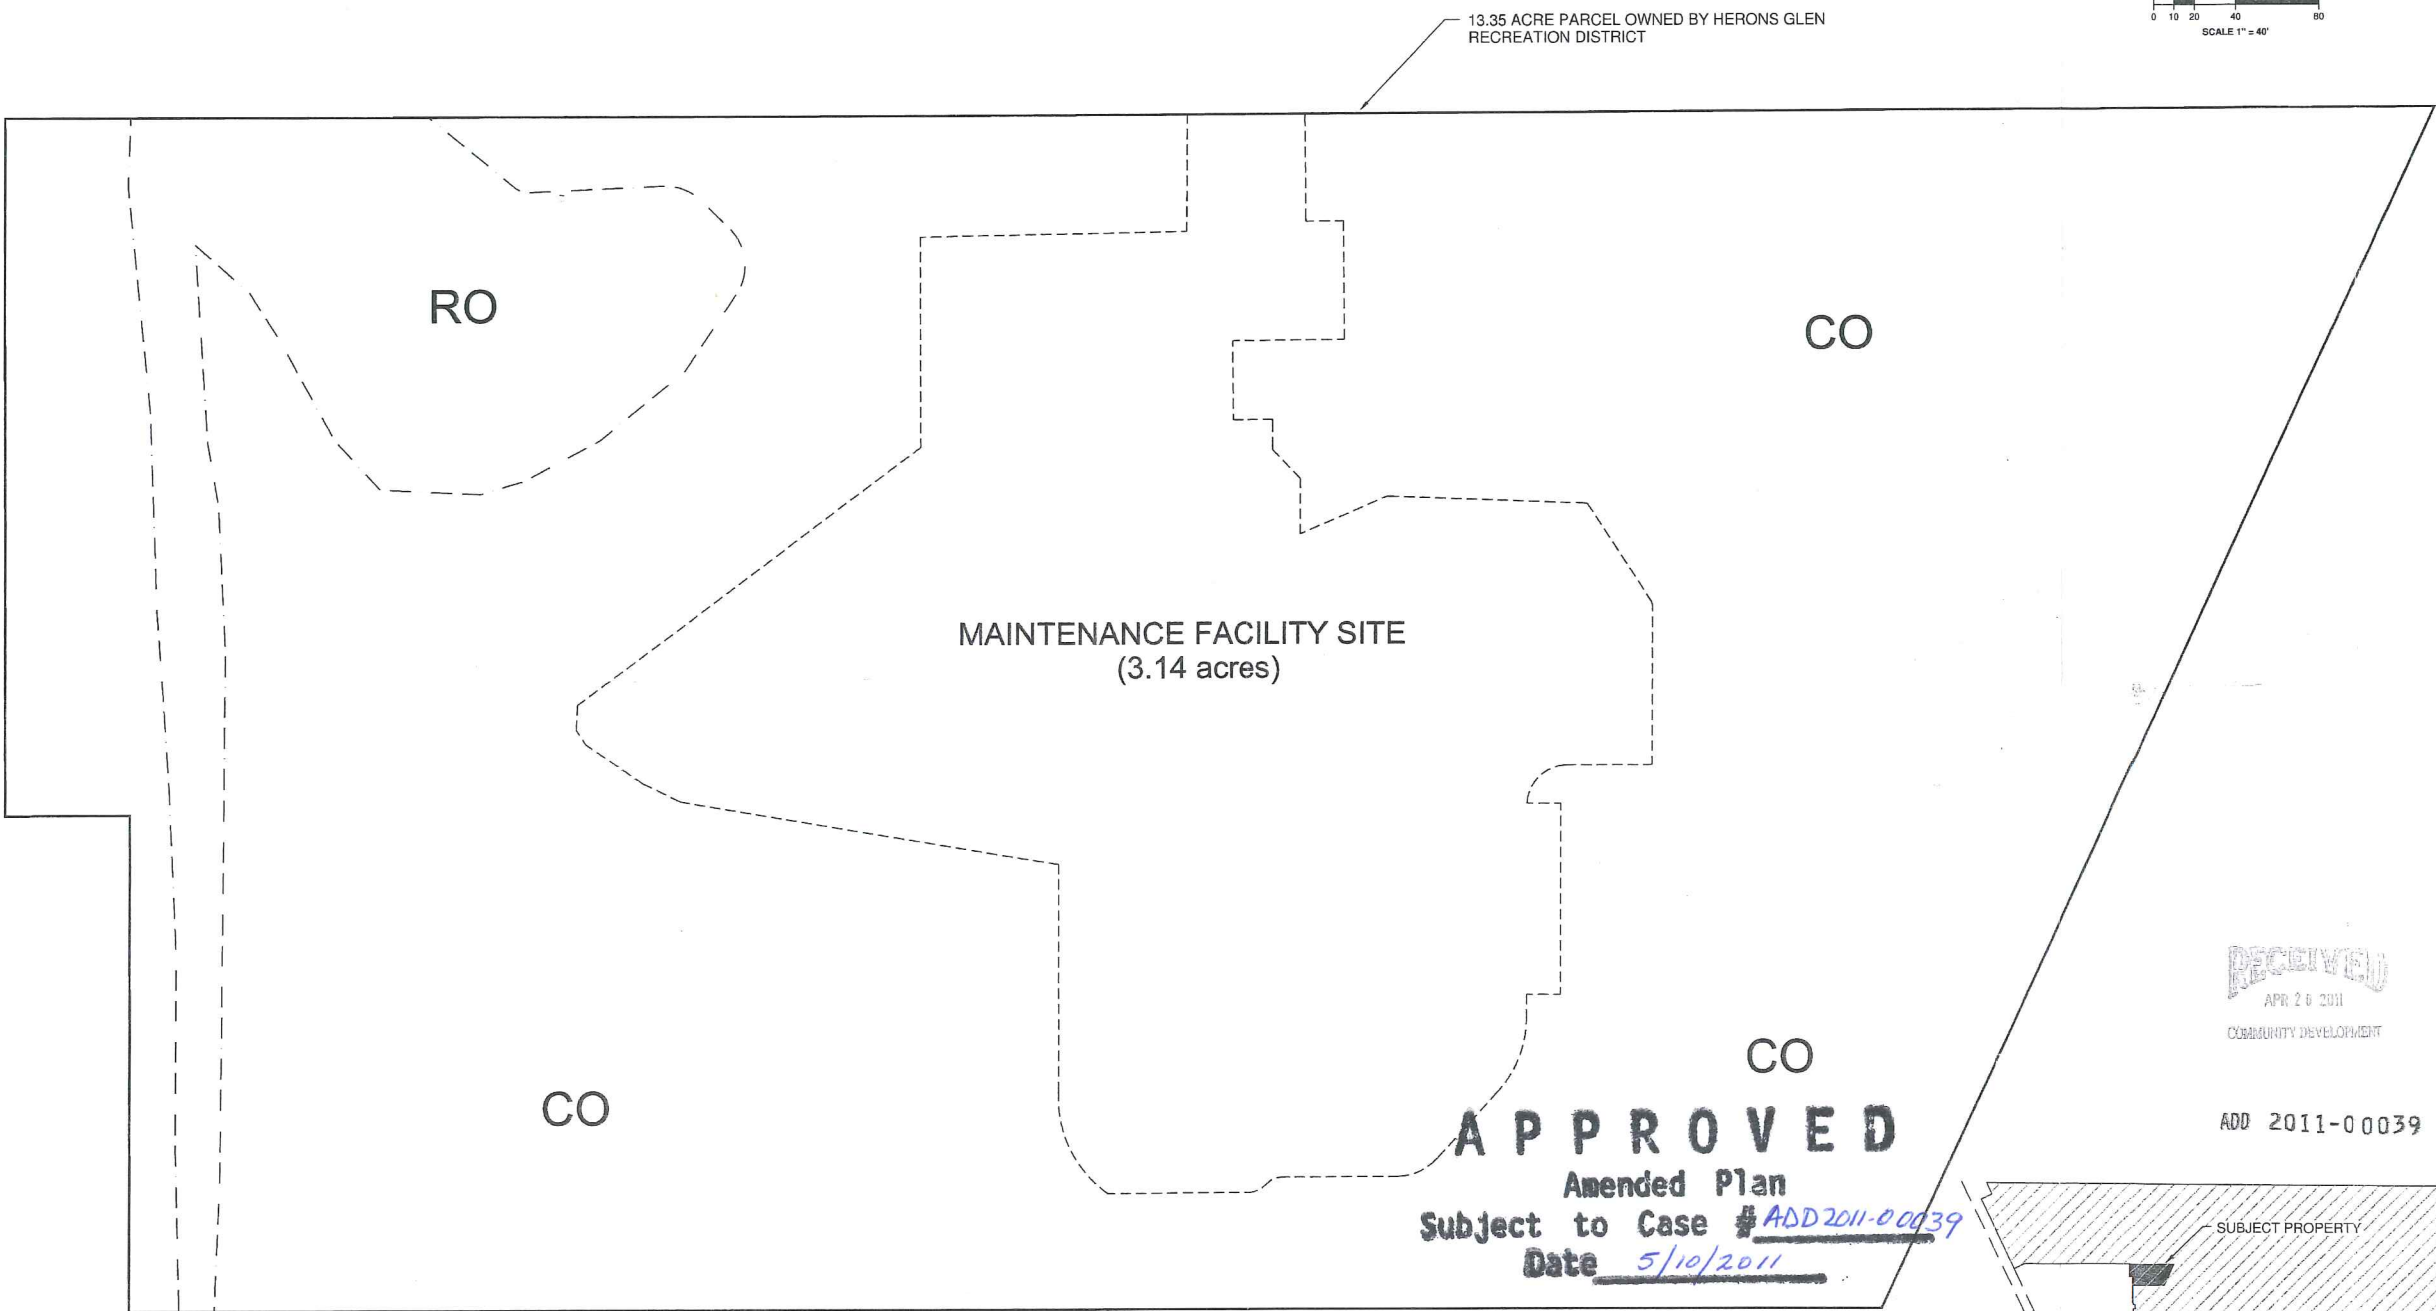 13.35 ACRE PARCEL OWNED BY HERONS GLEN
RECREATION DISTRICT
0 10 20 40 80
SCALE 1" = 40'
RO
CO
MAINTENANCE FACILITY SITE
(3.14 acres)
CO
CO
RECEIVED
APR 20 2011
COMMUNITY DEVELOPMENT
ADD 2011-00039
APPROVED
Amended Plan
Subject to Case # ADD2011-00039
Date 5/10/2011
SUBJECT PROPERTY